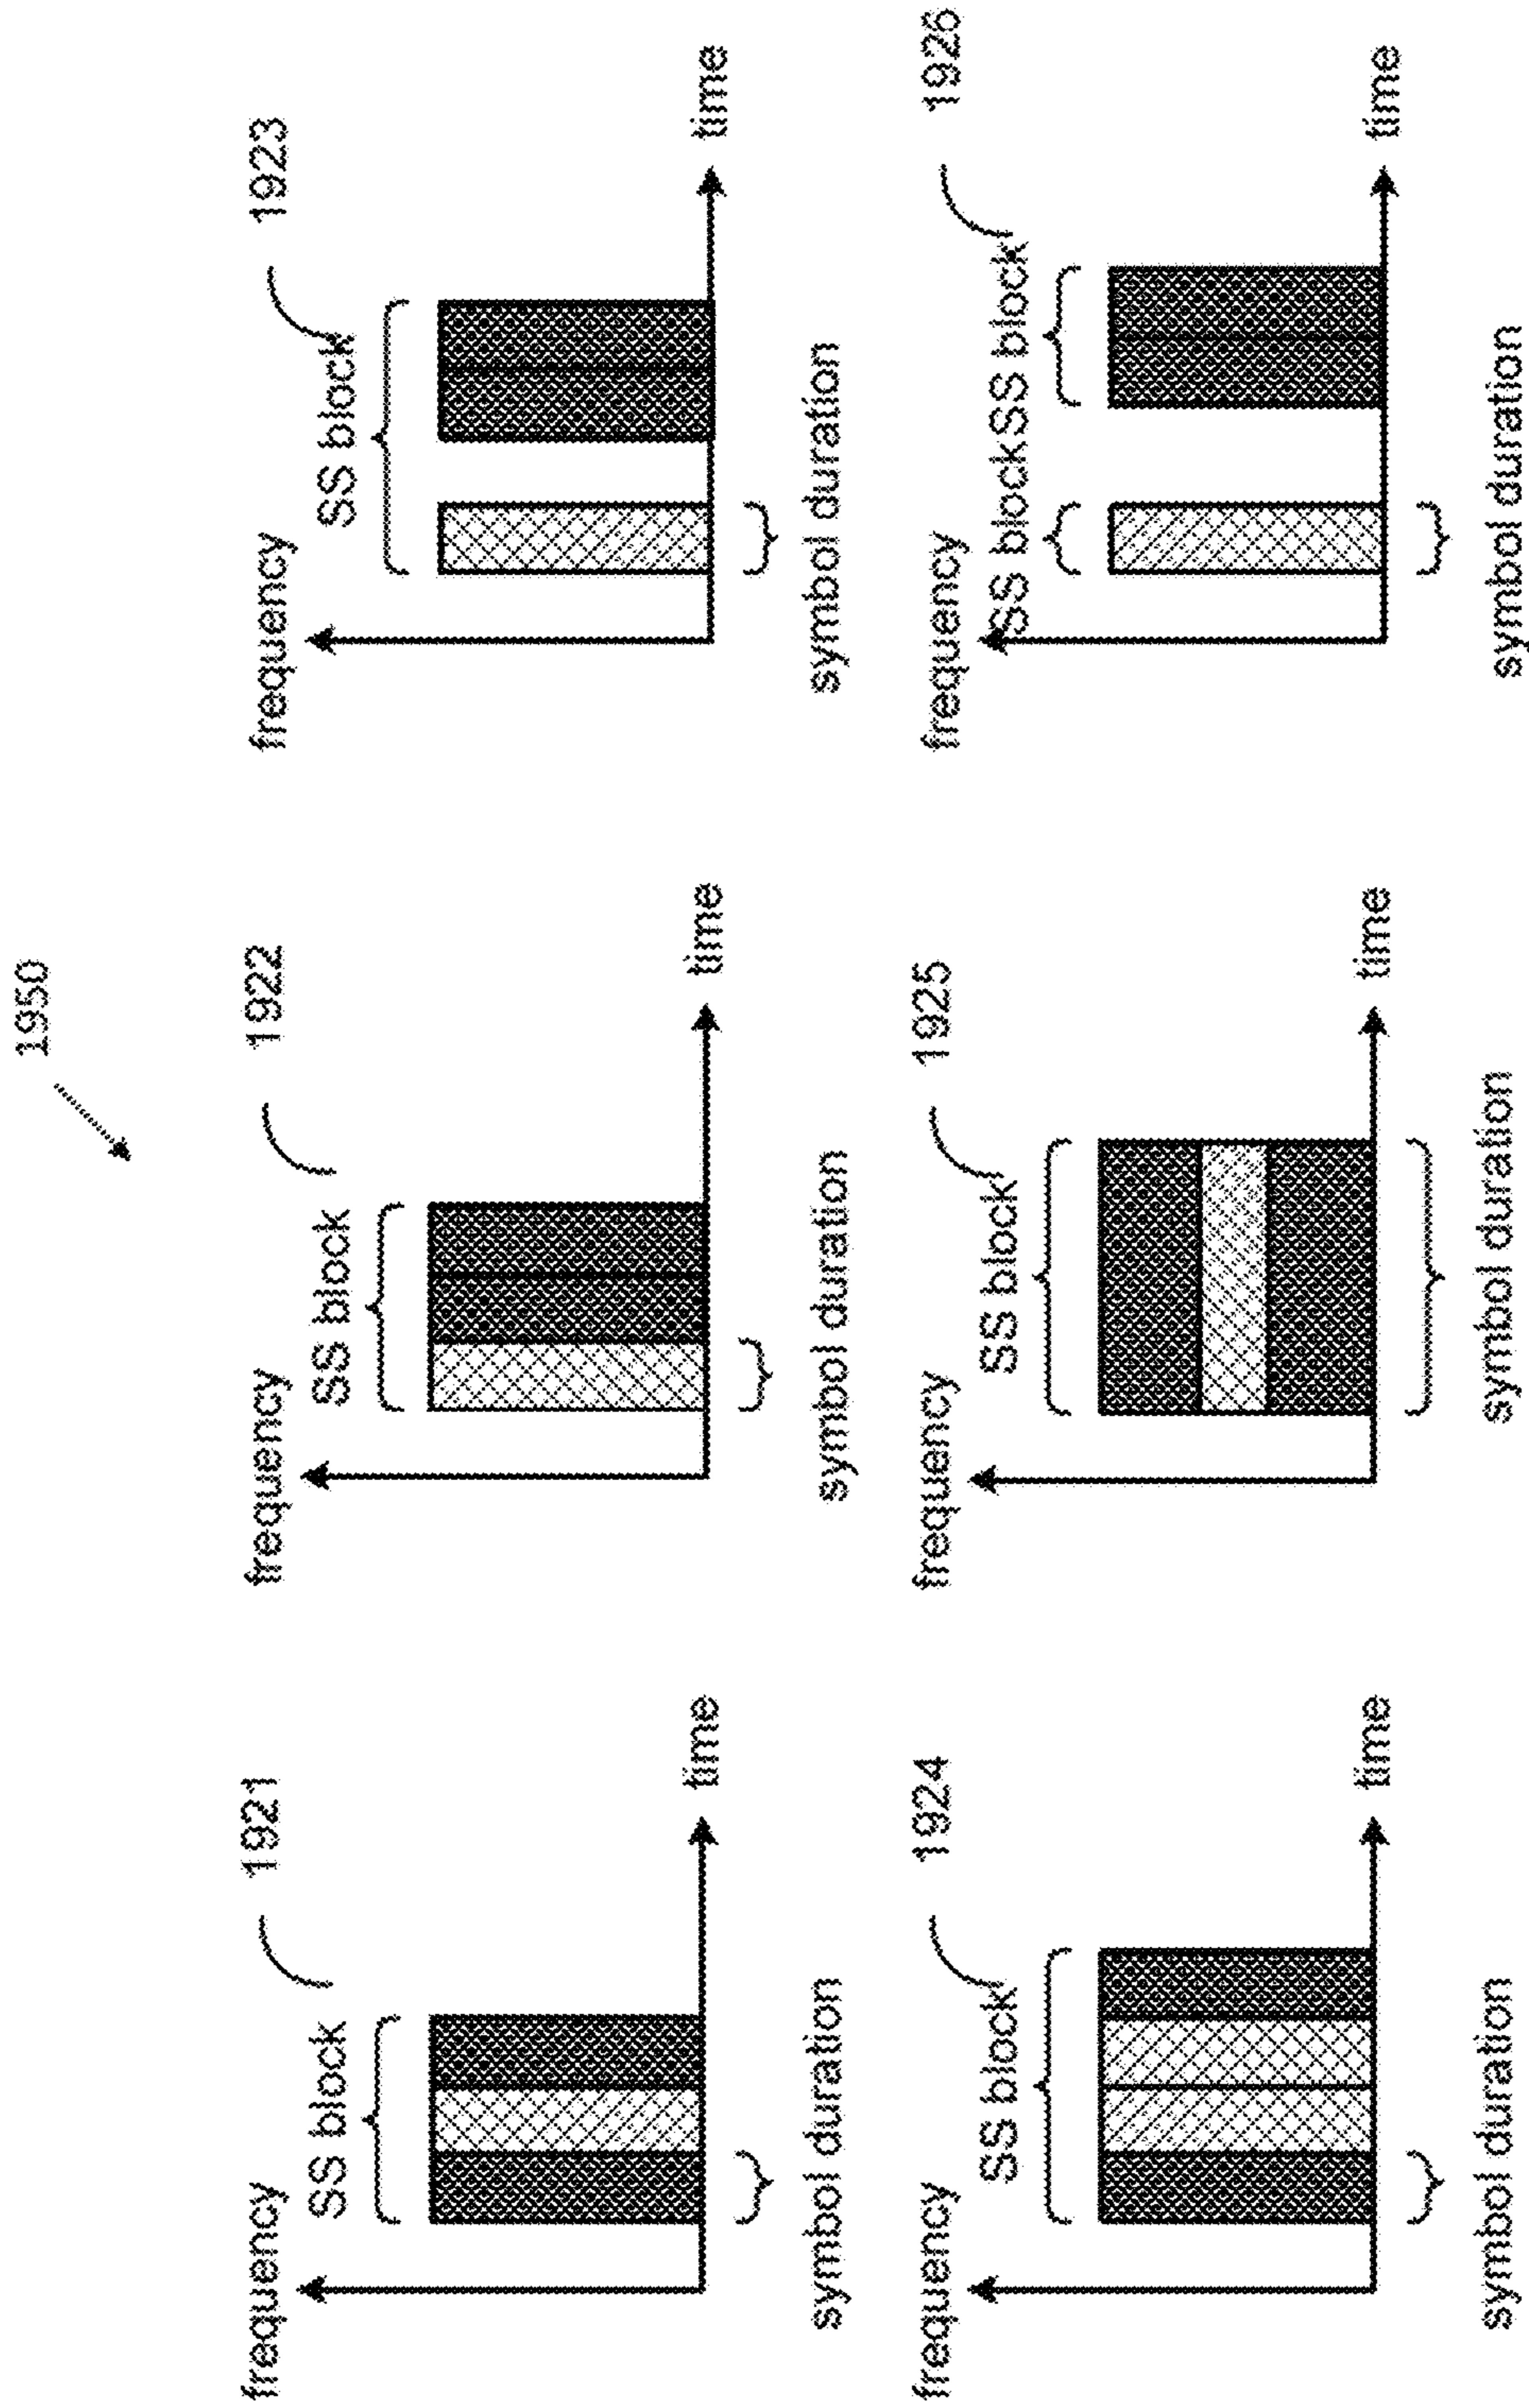 1950
frequency
SS block
1921
time
symbol duration
frequency
SS block
1922
time
symbol duration
frequency
SS block
1923
time
symbol duration
frequency
SS block
1924
time
symbol duration
frequency
SS block
1925
time
symbol duration
frequency
SS blockSS block
1926
time
symbol duration